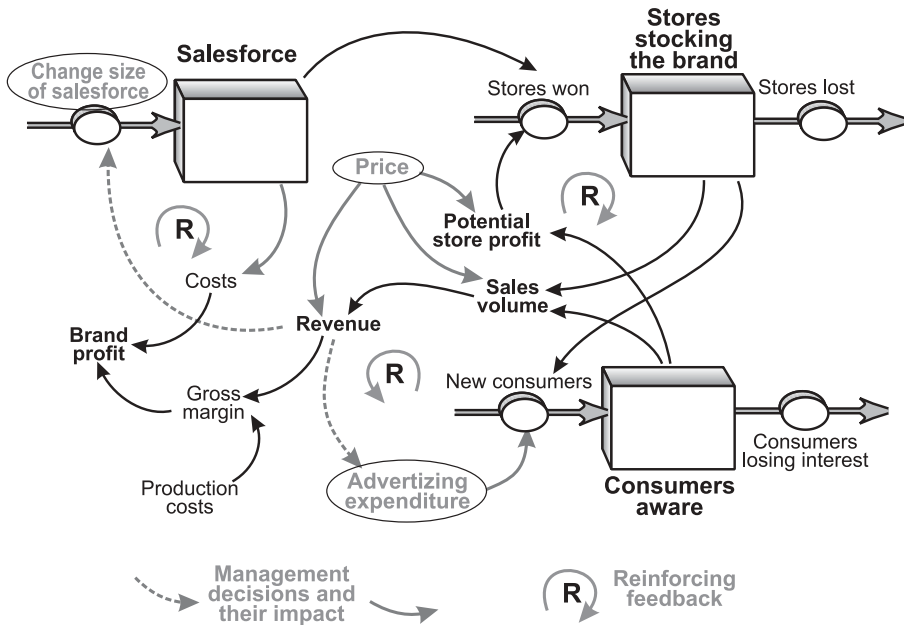 Salesforce
Change size
of salesforce
Stores
stocking
the brand
Stores won
Stores lost
Price
R
Potential
store profit
R
Costs
Sales
volume
Revenue
Brand
profit
R
Gross
margin
New consumers
Production
costs
Advertizing
expenditure
Consumers
losing interest
Consumers
aware
Management
decisions and
their impact
R
Reinforcing
feedback